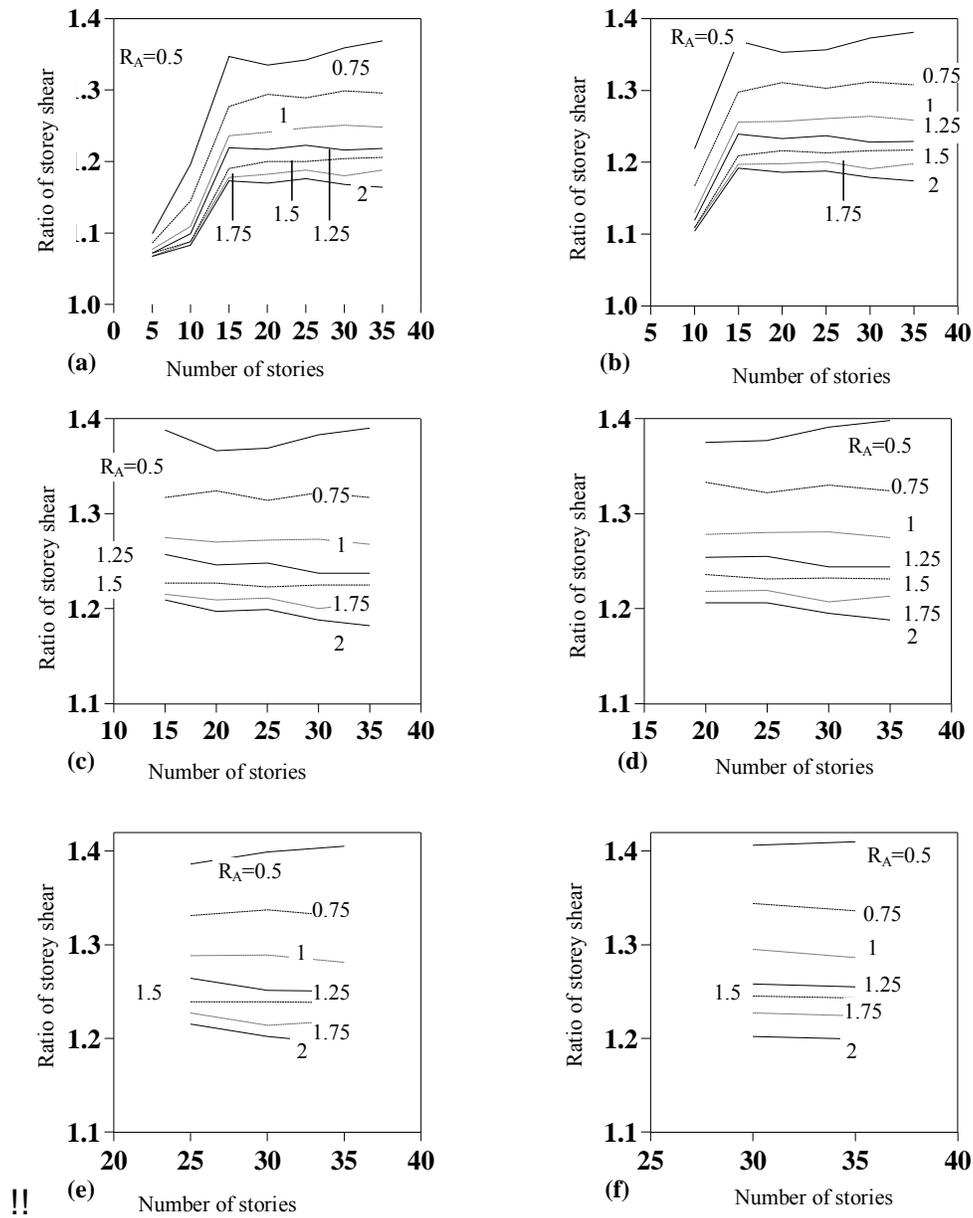 1.4
R_A=0.5
0.75
.3
1
1.2
2
1.5
1.75
1.25
.1
1.0
0 5 10 15 20 25 30 35 40
Ratio of storey shear
(a)
Number of stories
1.4
R_A=0.5
0.75
1.3
1
1.25
1.2
1.5
2
1.75
1.1
1.0
5 10 15 20 25 30 35 40
Ratio of storey shear
(b)
Number of stories
1.4
R_A=0.5
1.3
0.75
1
1.25
1.5
1.2
1.75
2
1.1
10 15 20 25 30 35 40
Ratio of storey shear
(c)
Number of stories
1.4
R_A=0.5
0.75
1.3
1
1.25
1.5
1.2
1.75
2
1.1
15 20 25 30 35 40
Ratio of storey shear
(d)
Number of stories
1.4
R_A=0.5
0.75
1.3
1
1.5
1.25
1.2
1.75
2
1.1
20 25 30 35 40
Ratio of storey shear
!!
(e)
Number of stories
1.4
R_A=0.5
0.75
1.3
1
1.25
1.5
1.75
1.2
2
1.1
25 30 35 40
Ratio of storey shear
(f)
Number of stories